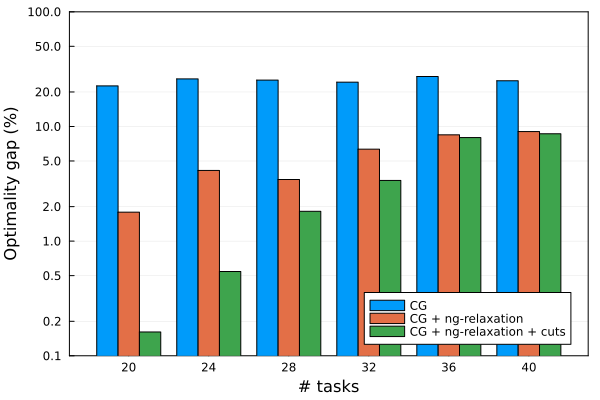 100.0
50.0
20.0
10.0
5.0
2.0
1.0
0.5
0.2
0.1
Optimality gap (%)
20 24 28 32 36 40
# tasks
CG
CG + ng-relaxation
CG + ng-relaxation + cuts